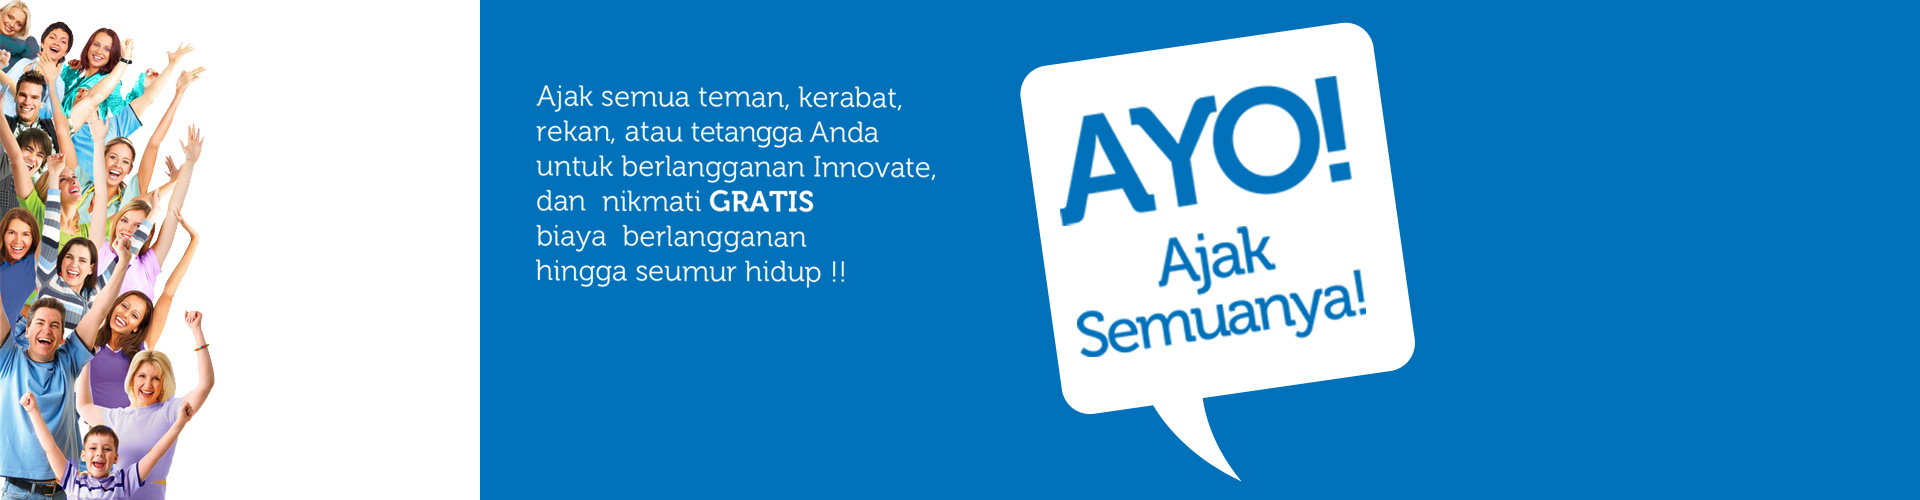 Ajak semua teman, kerabat,
rekan, atau tetangga Anda
untuk berlangganan Innovate,
dan nikmati GRATIS
biaya berlangganan
hingga seumur hidup !!
AYO!
Ajak
Semuanya!